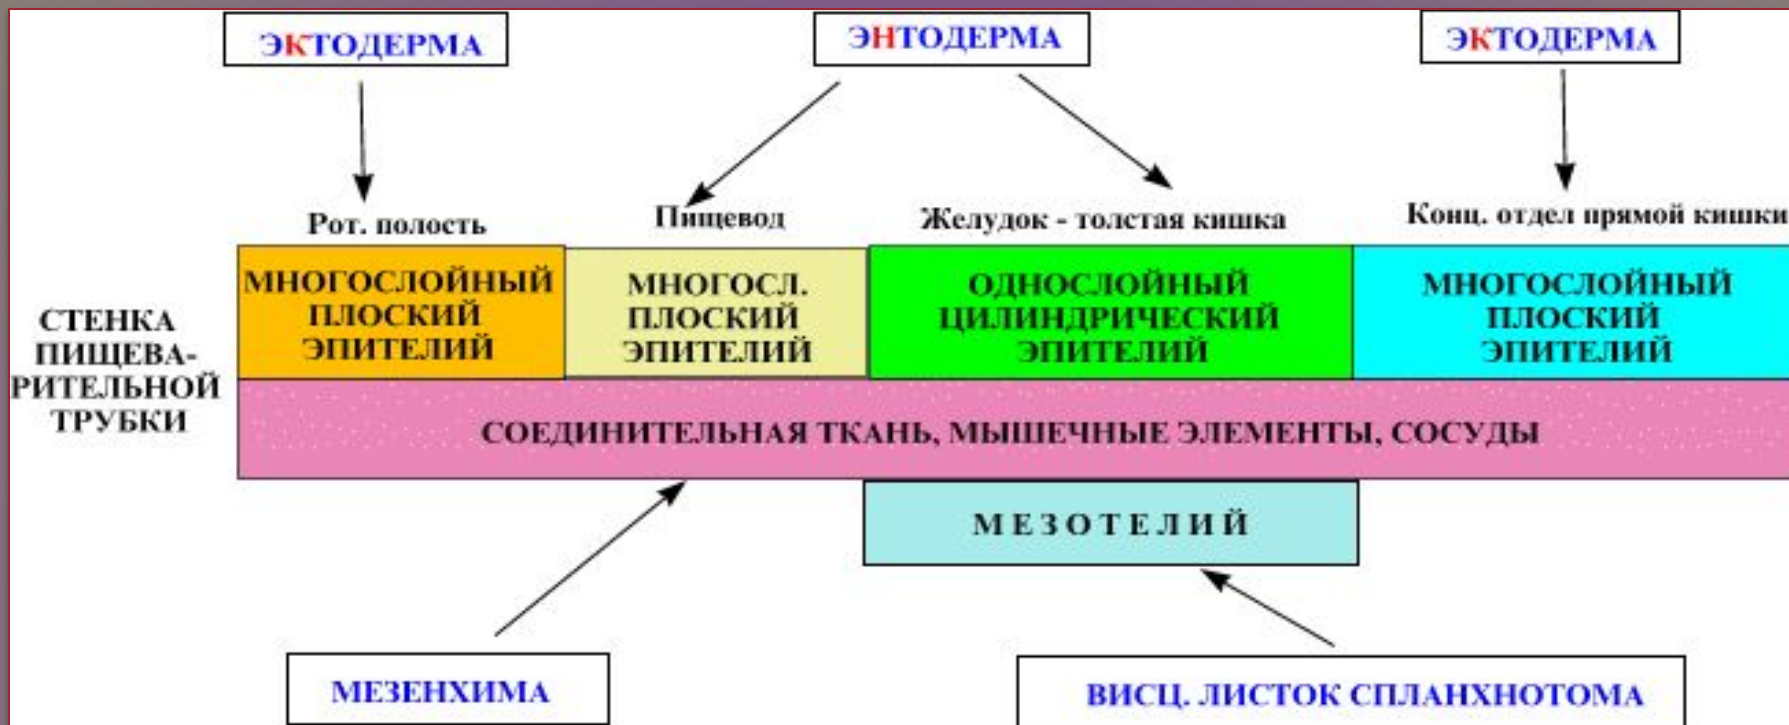 ЭКТОДЕРМА
ЭНТОДЕРМА
ЭКТОДЕРМА
Рот. полость
Пищевод
Желудок - толстая кишка
Конц. отдел прямой кишки
СТЕНКА
ПИЩЕВА-
РИТЕЛЬНОЙ
ТРУБКИ
МНОГОСЛОЙНЫЙ
ПЛОСКИЙ
ЭПИТЕЛИЙ
МНОГОСЛ.
ПЛОСКИЙ
ЭПИТЕЛИЙ
ОДНОСЛОЙНЫЙ
ЦИЛИНДРИЧЕСКИЙ
ЭПИТЕЛИЙ
МНОГОСЛОЙНЫЙ
ПЛОСКИЙ
ЭПИТЕЛИЙ
СОЕДИНИТЕЛЬНАЯ ТКАНЬ, МЫШЕЧНЫЕ ЭЛЕМЕНТЫ, СОСУДЫ
МЕЗОТЕЛИЙ
МЕЗЕНХИМА
ВИСЦ. ЛИСТОК СПЛАНХНОТОМА